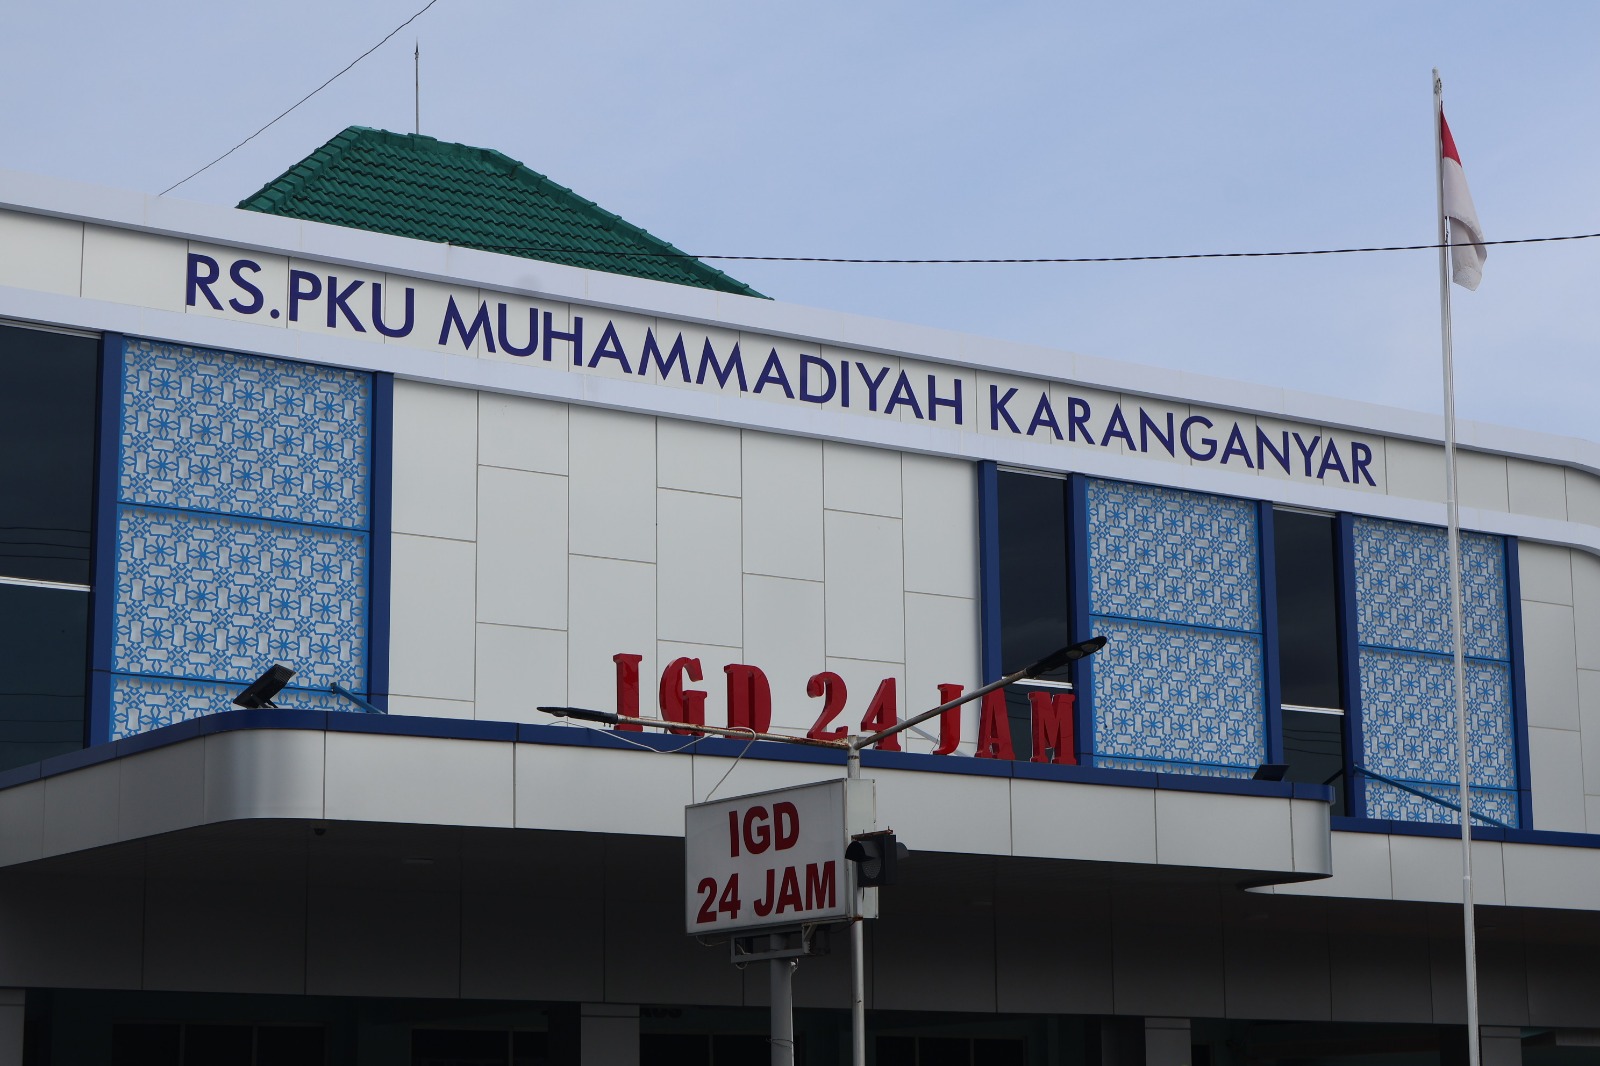 RS.PKU MUHAMMADIYAH KARANGANYAR
IGD 24 JAM
IGD
24 JAM